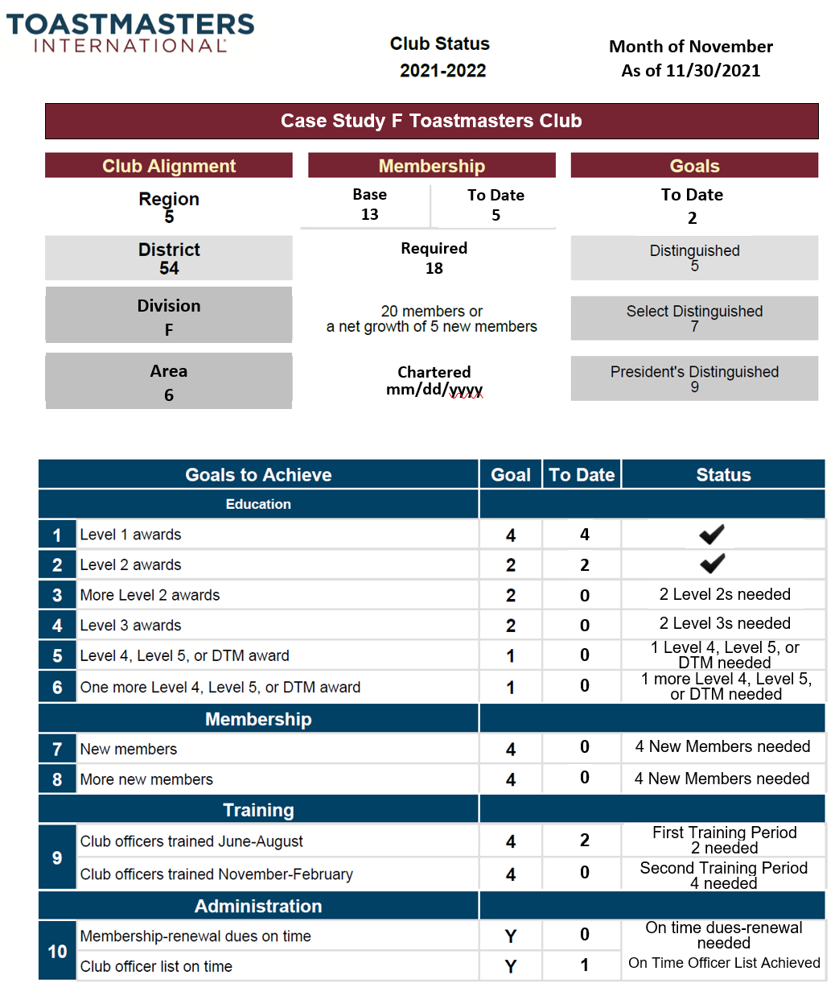 TOASTMASTERS
INTERNATIONAL
Club Status
2021-2022
Month of November
As of 11/30/2021
Case Study F Toastmasters Club
Club Alignment
Region
5
District
54
Division
F
Area
6
Membership
Base To Date
13 5
Required
18
20 members or
a net growth of 5 new members
Chartered
mm/dd/yyyy
Goals
To Date
2
Distinguished
5
Select Distinguished
7
President's Distinguished
9
Goals to Achieve Goal To Date Status
Education
1 Level 1 awards 4 4 ✔
2 Level 2 awards 2 2 ✔
3 More Level 2 awards 2 0 2 Level 2s needed
4 Level 3 awards 2 0 2 Level 3s needed
5 Level 4, Level 5, or DTM award 1 0 1 Level 4, Level 5, or
DTM needed
6 One more Level 4, Level 5, or DTM award 1 0 1 more Level 4, Level 5,
or DTM needed
Membership
7 New members 4 0 4 New Members needed
8 More new members 4 0 4 New Members needed
Training
9 Club officers trained June-August 4 2 First Training Period
2 needed
Club officers trained November-February 4 0 Second Training Period
4 needed
Administration
10 Membership-renewal dues on time Y 0 On time dues-renewal
needed
Club officer list on time Y 1 On Time Officer List Achieved